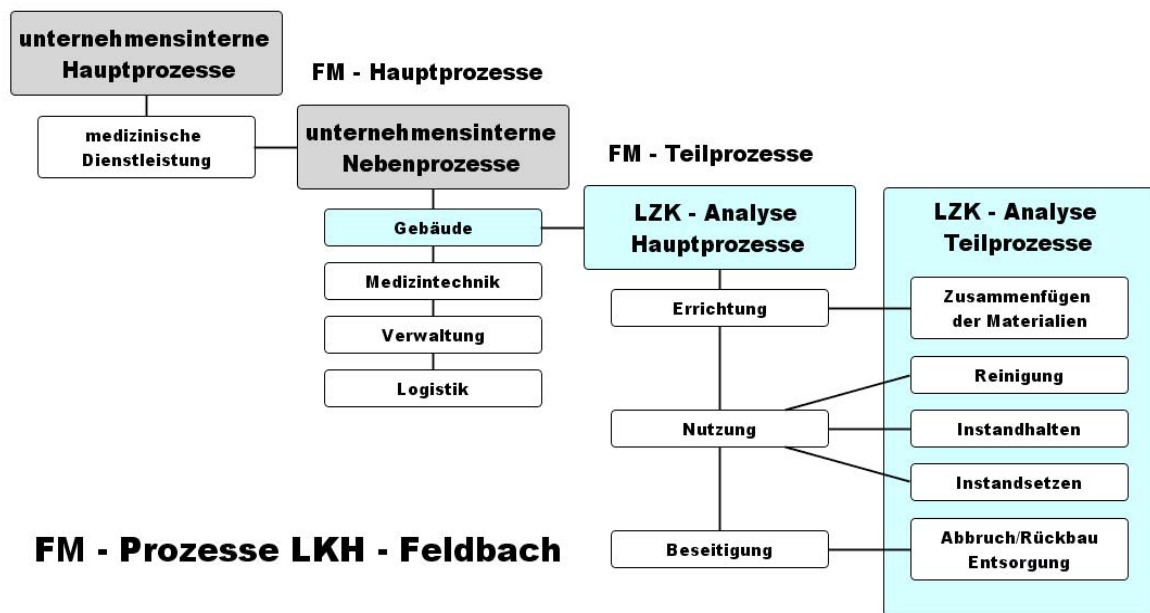 unternehmensinterne
Hauptprozesse
medizinische
Dienstleistung
FM - Hauptprozesse
unternehmensinterne
Nebenprozesse
Gebäude
Medizintechnik
Verwaltung
Logistik
FM - Teilprozesse
LZK - Analyse
Hauptprozesse
Errichtung
Nutzung
Beseitigung
LZK - Analyse
Teilprozesse
Zusammenfügen
der Materialien
Reinigung
Instandhalten
Instandsetzen
Abbruch/Rückbau
Entsorgung
FM - Prozesse LKH - Feldbach